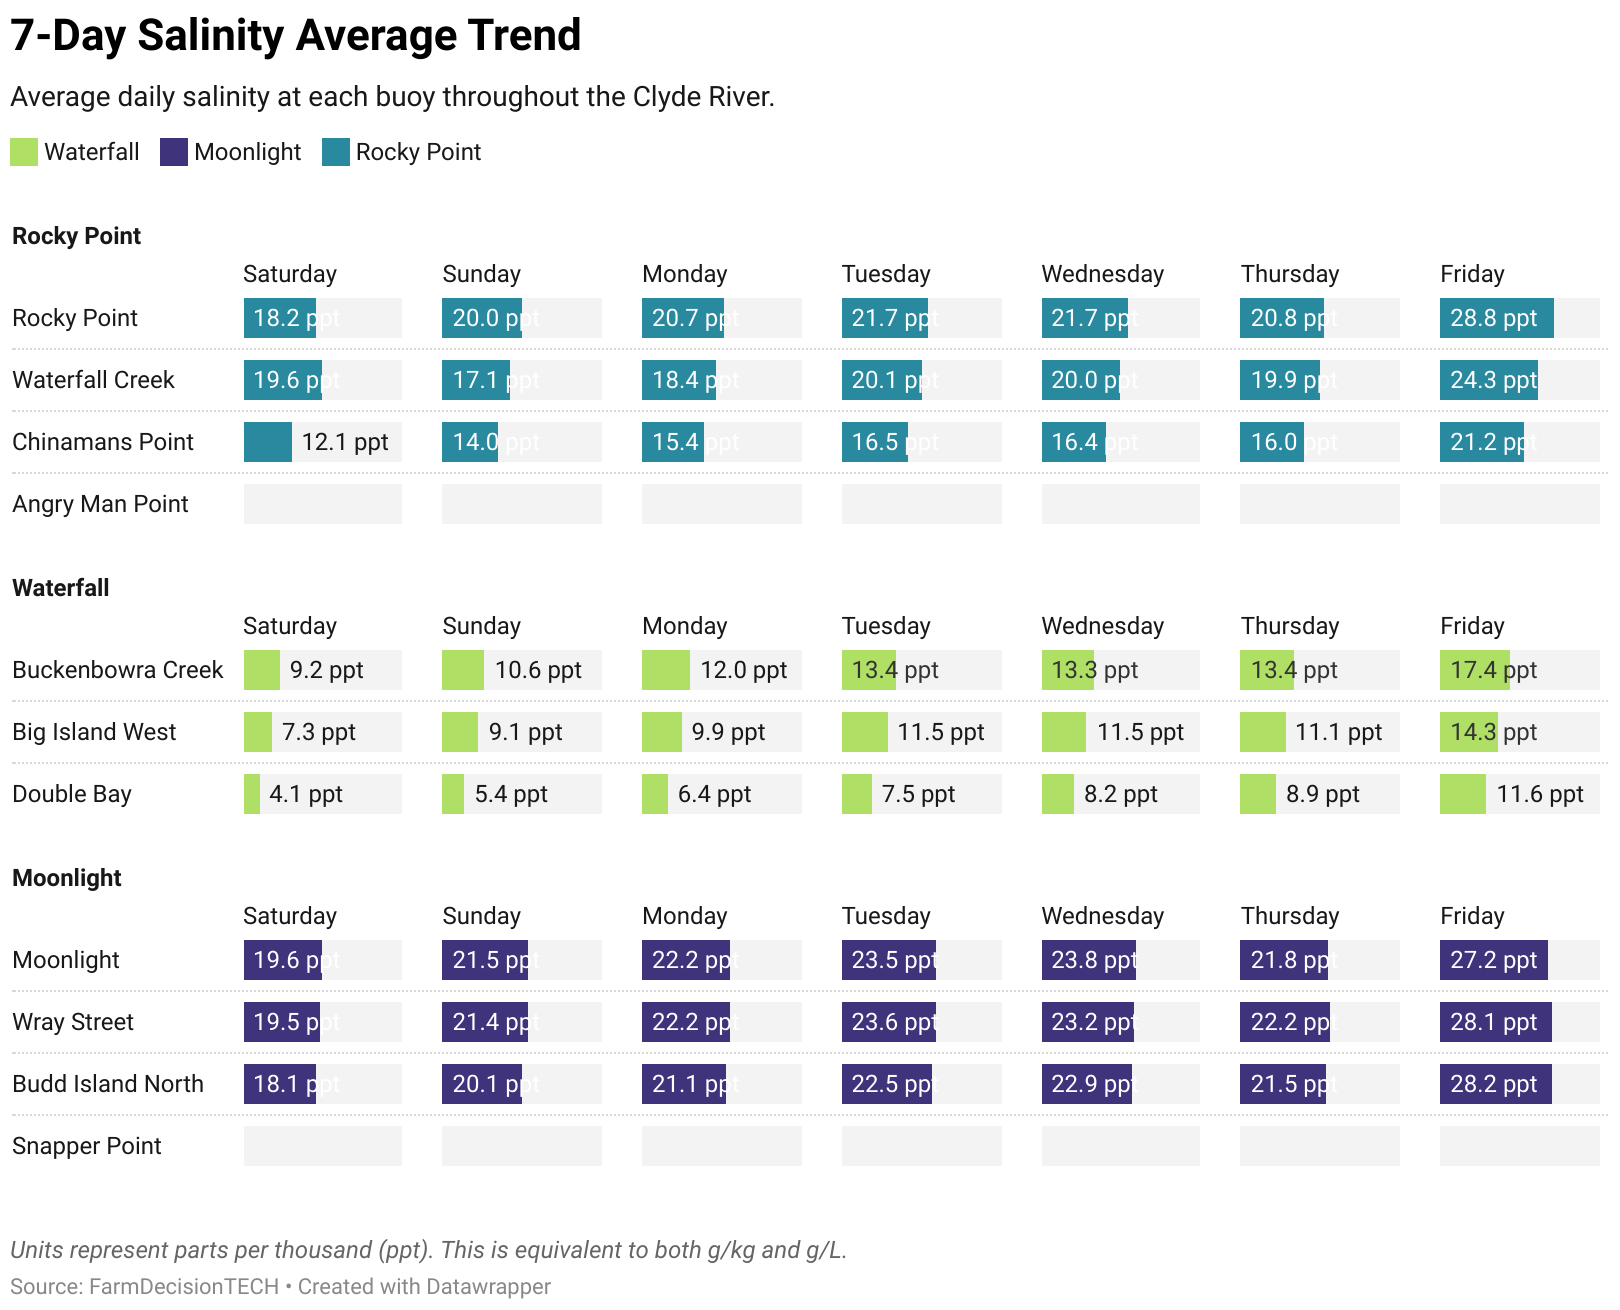 7-Day Salinity Average Trend
Average daily salinity at each buoy throughout the Clyde River.
Waterfall Moonlight Rocky Point
Rocky Point
Saturday Sunday Monday Tuesday Wednesday Thursday Friday
Rocky Point 18.2 ppt 20.0 ppt 20.7 ppt 21.7 ppt 21.7 ppt 20.8 ppt 28.8 ppt
Waterfall Creek 19.6 ppt 17.1 ppt 18.4 ppt 20.1 ppt 20.0 ppt 19.9 ppt 24.3 ppt
Chinamans Point 12.1 ppt 14.0 ppt 15.4 ppt 16.5 ppt 16.4 ppt 16.0 ppt 21.2 ppt
Angry Man Point
Waterfall
Saturday Sunday Monday Tuesday Wednesday Thursday Friday
Buckenbowra Creek 9.2 ppt 10.6 ppt 12.0 ppt 13.4 ppt 13.3 ppt 13.4 ppt 17.4 ppt
Big Island West 7.3 ppt 9.1 ppt 9.9 ppt 11.5 ppt 11.5 ppt 11.1 ppt 14.3 ppt
Double Bay 4.1 ppt 5.4 ppt 6.4 ppt 7.5 ppt 8.2 ppt 8.9 ppt 11.6 ppt
Moonlight
Saturday Sunday Monday Tuesday Wednesday Thursday Friday
Moonlight 19.6 ppt 21.5 ppt 22.2 ppt 23.5 ppt 23.8 ppt 21.8 ppt 27.2 ppt
Wray Street 19.5 ppt 21.4 ppt 22.2 ppt 23.6 ppt 23.2 ppt 22.2 ppt 28.1 ppt
Budd Island North 18.1 ppt 20.1 ppt 21.1 ppt 22.5 ppt 22.9 ppt 21.5 ppt 28.2 ppt
Snapper Point
Units represent parts per thousand (ppt). This is equivalent to both g/kg and g/L.
Source: FarmDecisionTECH • Created with Datawrapper